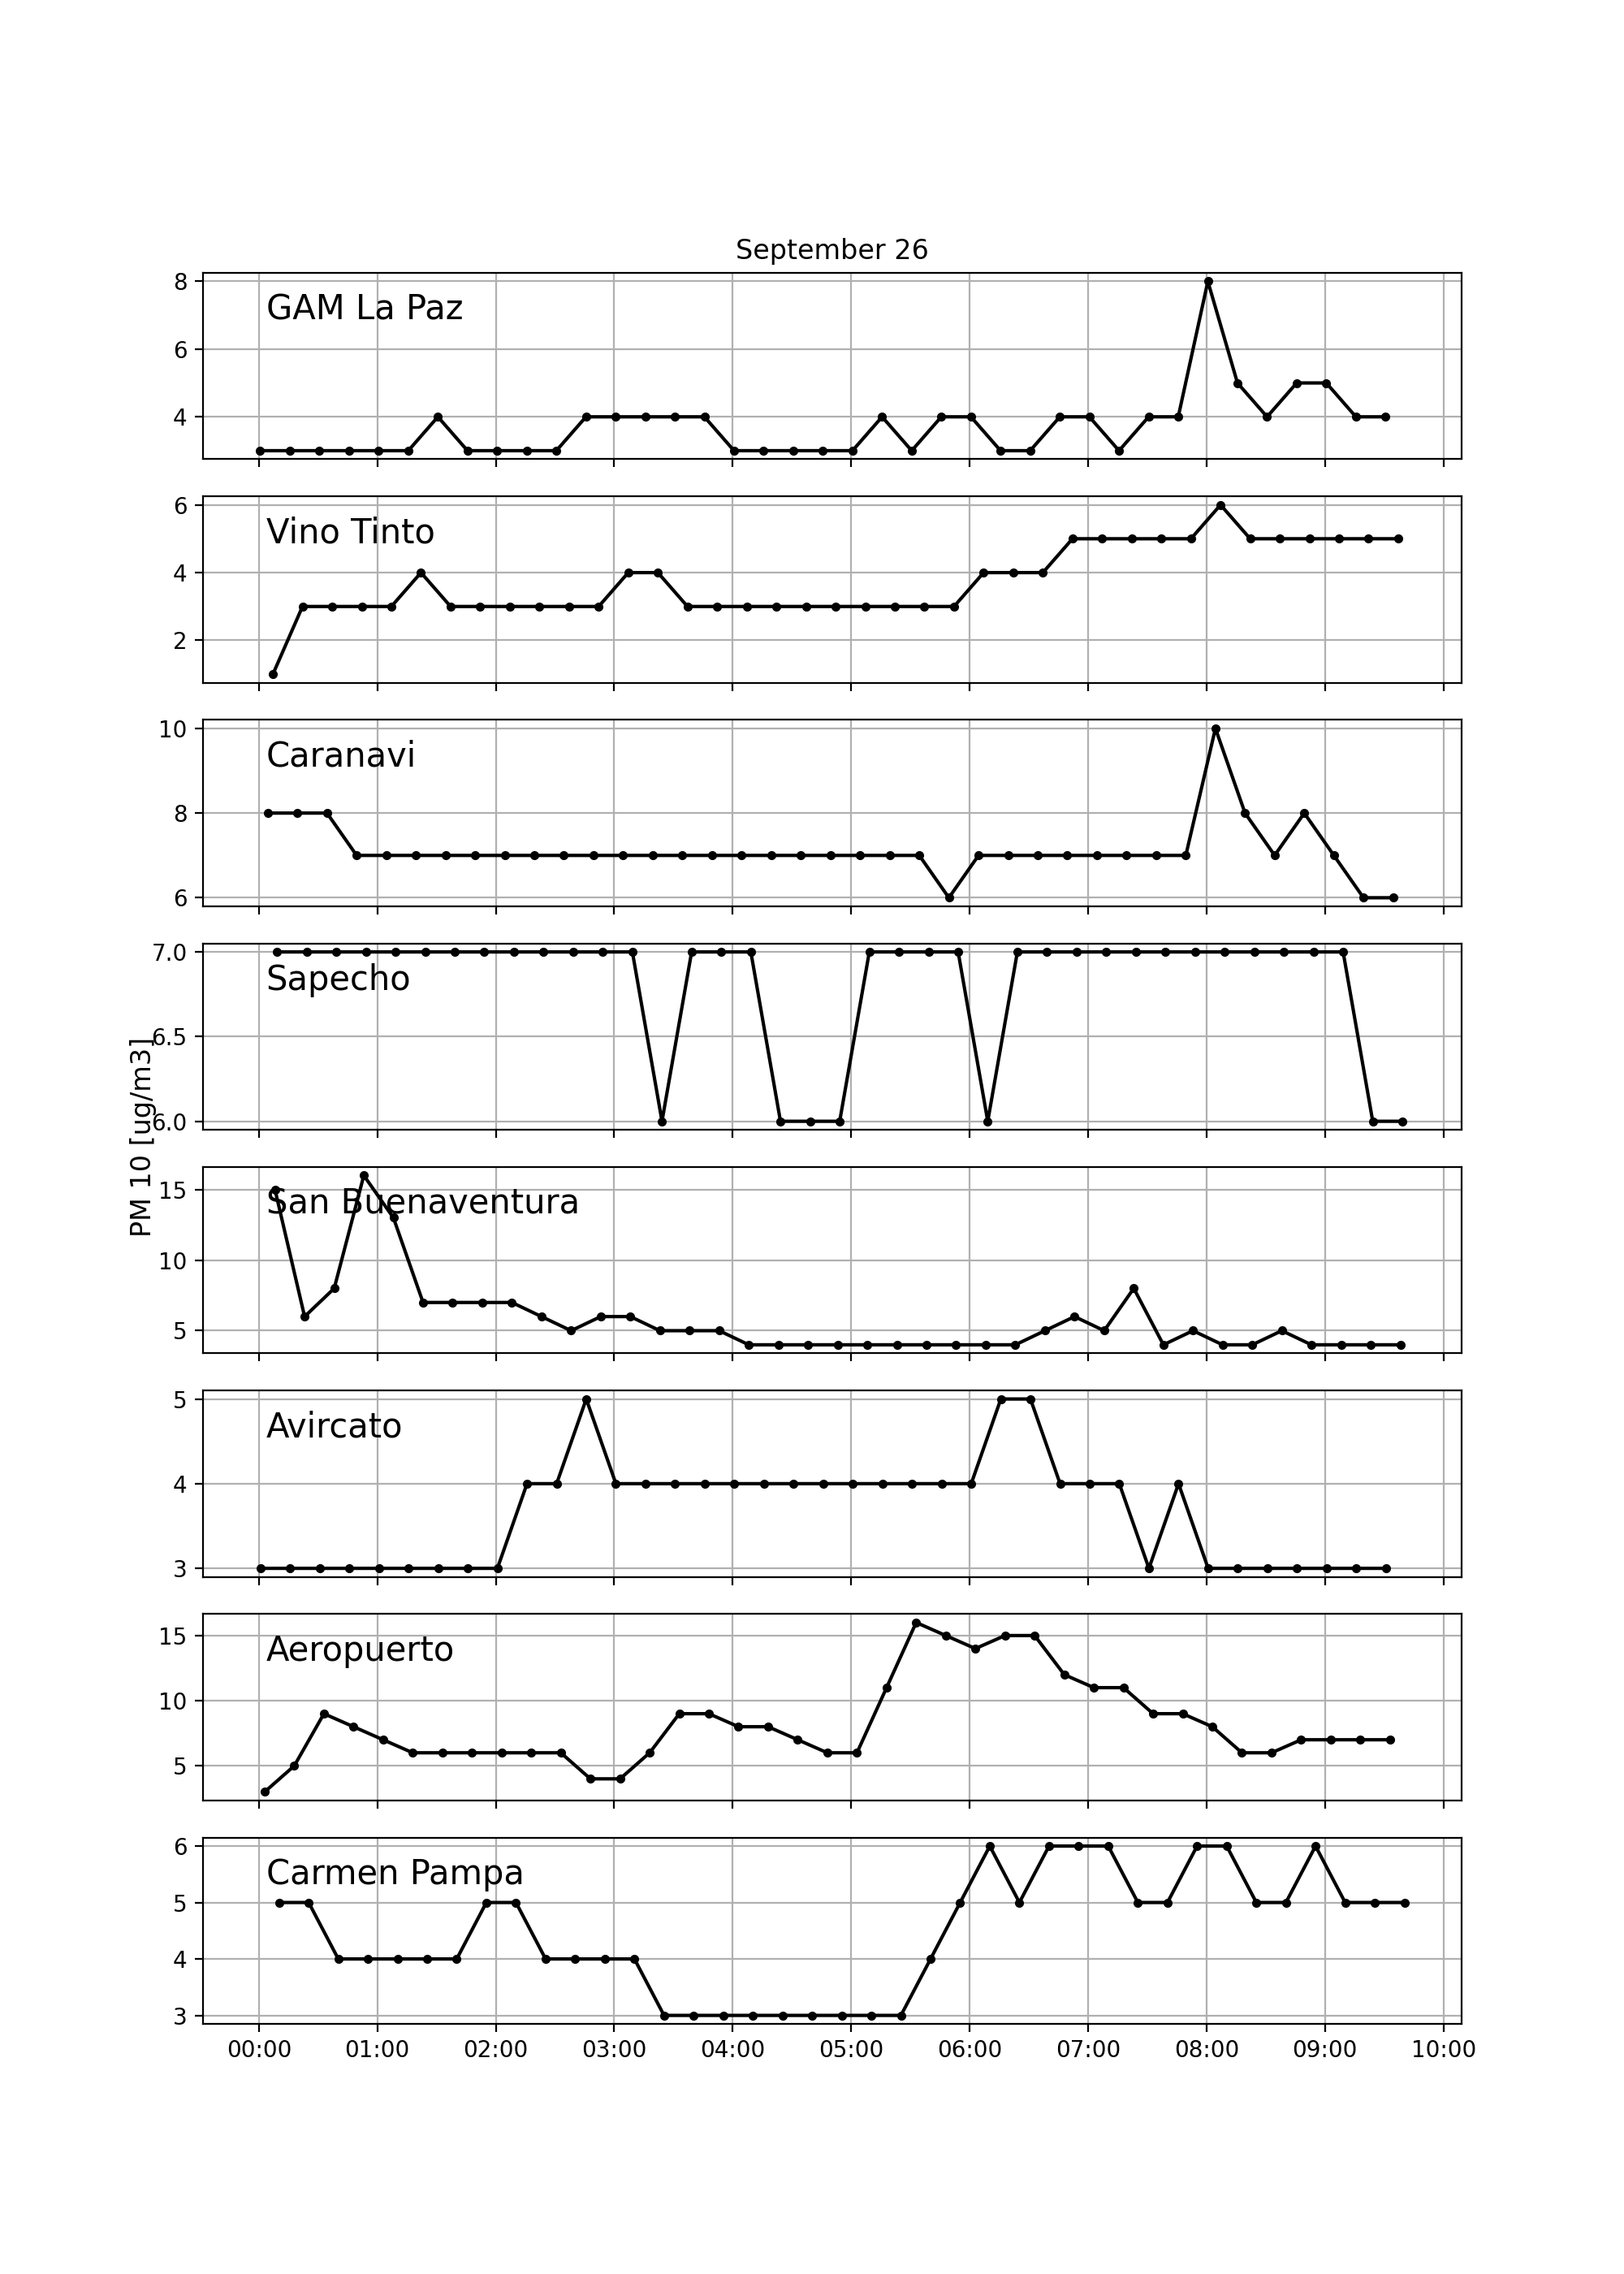 September 26
8
GAM La Paz
6
4
6
Vino Tinto
4
2
10
Caranavi
8
6
7.0
Sapecho
6.5
6.0
PM 10 [ug/m3]
15
San Buenaventura
10
5
5
Avircato
4
3
15
Aeropuerto
10
5
6
Carmen Pampa
5
4
3
00:00 01:00 02:00 03:00 04:00 05:00 06:00 07:00 08:00 09:00 10:00